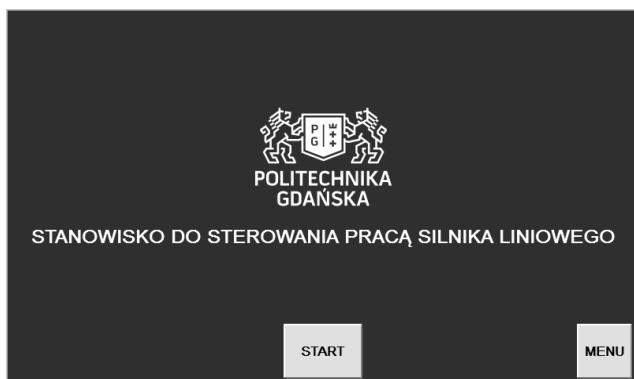 P
G
POLITECHNIKA
GDAŃSKA
STANOWISKO DO STEROWANIA PRACĄ SILNIKA LINIOWEGO
START
MENU